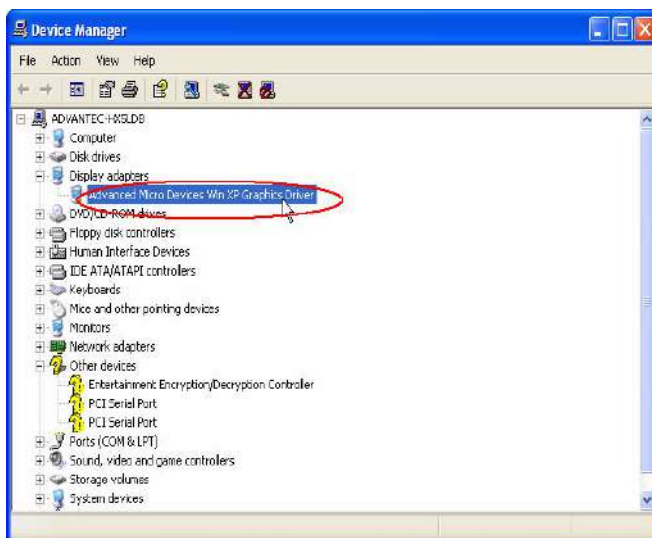 Device Manager
File Action View Help
ADVANTEC-HXSLDB
Computer
Disk drives
Display adapters
Advanced Micro Devices Win XP Graphics Driver
DVD/CD-ROM drives
Floppy disk controllers
Human Interface Devices
IDE ATA/ATAPI controllers
Keyboards
Mice and other pointing devices
Monitors
Network adapters
Other devices
Entertainment Encryption/Decryption Controller
PCI Serial Port
PCI Serial Port
Ports (COM & LPT)
Sound, video and game controllers
Storage volumes
System devices